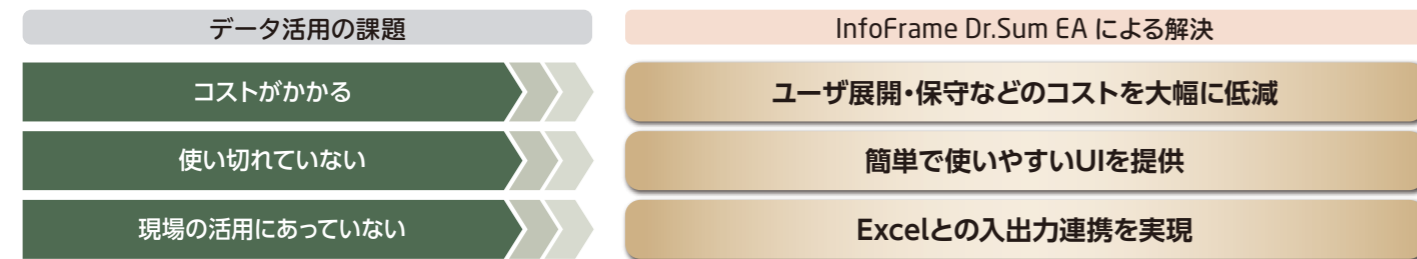 データ活用の課題
InfoFrame Dr.Sum EA による解決
コストがかかる
ユーザ展開・保守などのコストを大幅に低減
使い切れていない
簡単で使いやすいUIを提供
現場の活用にあっていない
Excelとの入出力連携を実現